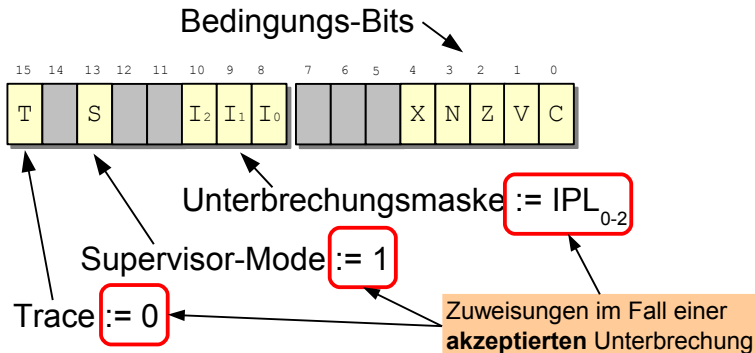 Bedingungs-Bits
15 14 13 12 11 10 9 8 7 6 5 4 3 2 1 0
T S I₂ I₁ I₀ X N Z V C
Unterbrechungsmaske := IPL₀₋₂
Supervisor-Mode := 1
Trace := 0
Zuweisungen im Fall einer
akzeptierten Unterbrechung